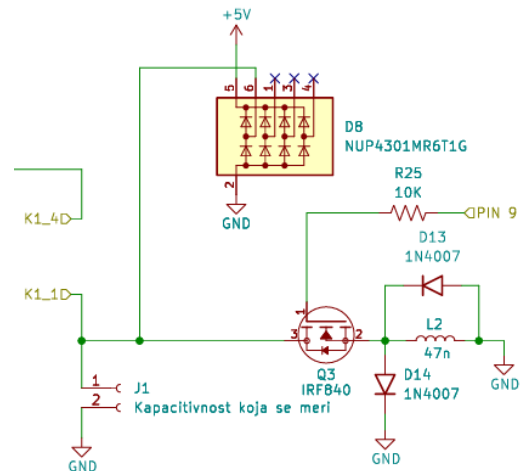 +5V
5
6
1
3
4
D8
NUP4301MR6T1G
2
GND
R25
10K
PIN 9
K1_4
D13
1N4007
K1_1
1
3
2
L2
47n
Q3
IRF840
D14
1N4007
GND
1
J1
2
Kapacitivnost koja se meri
GND
GND